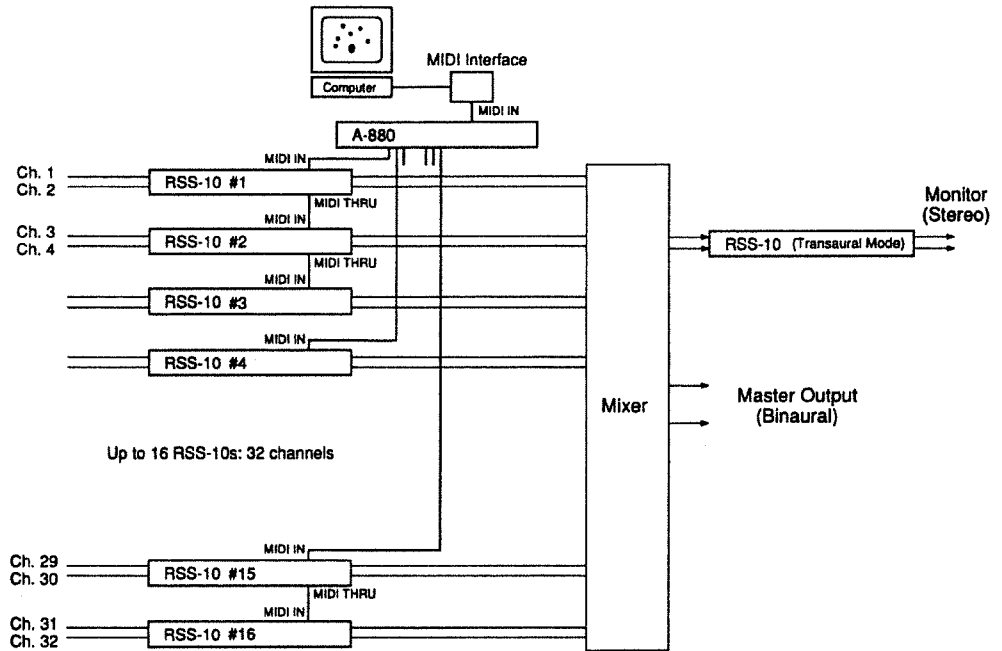 MIDI Interface
Computer
MIDI IN
A-880
MIDI IN
Ch. 1
Ch. 2
RSS-10 #1
MIDI THRU
MIDI IN
Ch. 3
Ch. 4
RSS-10 #2
MIDI THRU
MIDI IN
RSS-10 #3
MIDI IN
RSS-10 #4
Up to 16 RSS-10s: 32 channels
MIDI IN
Ch. 29
Ch. 30
RSS-10 #15
MIDI THRU
MIDI IN
Ch. 31
Ch. 32
RSS-10 #16
Mixer
RSS-10 (Transaural Mode)
Monitor
(Stereo)
Master Output
(Binaural)